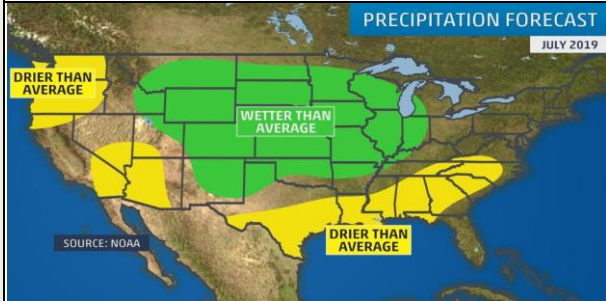 PRECIPITATION FORECAST
JULY 2019
DRIER THAN
AVERAGE
WETTER THAN
AVERAGE
SOURCE: NOAA
DRIER THAN
AVERAGE